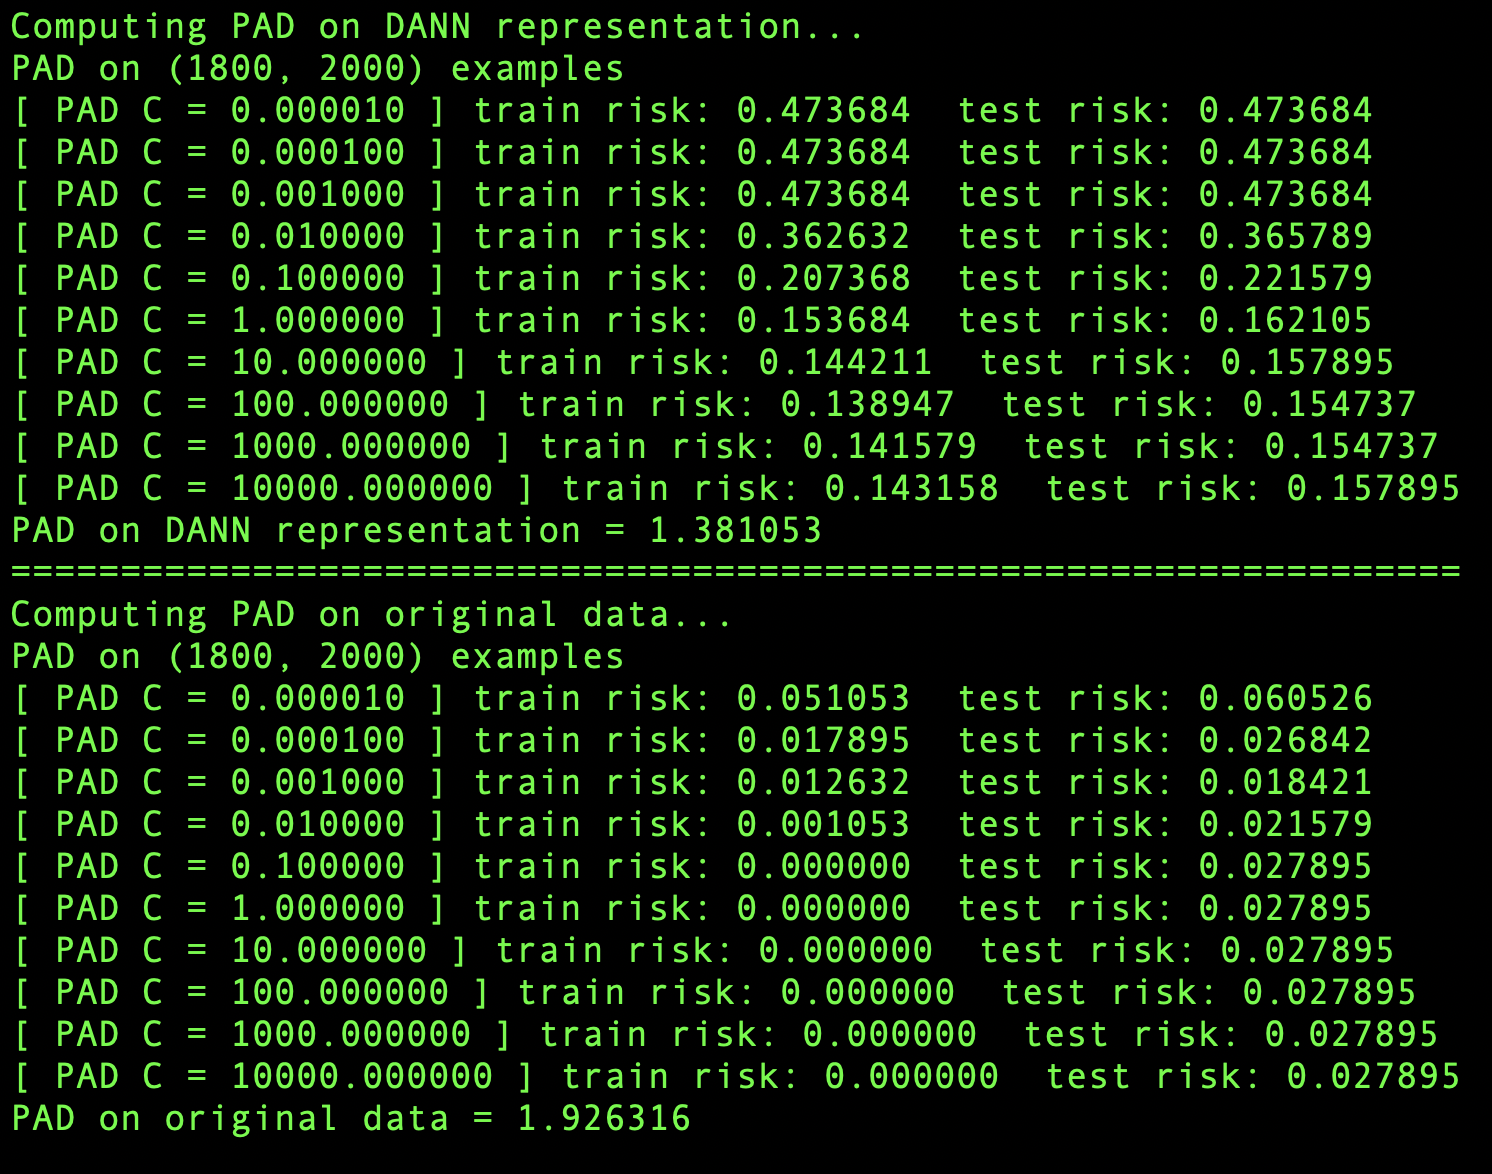 Computing PAD on DANN representation...
PAD on (1800, 2000) examples
[ PAD C = 0.000010 ] train risk: 0.473684  test risk: 0.473684
[ PAD C = 0.000100 ] train risk: 0.473684  test risk: 0.473684
[ PAD C = 0.001000 ] train risk: 0.473684  test risk: 0.473684
[ PAD C = 0.010000 ] train risk: 0.362632  test risk: 0.365789
[ PAD C = 0.100000 ] train risk: 0.207368  test risk: 0.221579
[ PAD C = 1.000000 ] train risk: 0.153684  test risk: 0.162105
[ PAD C = 10.000000 ] train risk: 0.144211  test risk: 0.157895
[ PAD C = 100.000000 ] train risk: 0.138947  test risk: 0.154737
[ PAD C = 1000.000000 ] train risk: 0.141579  test risk: 0.154737
[ PAD C = 10000.000000 ] train risk: 0.143158  test risk: 0.157895
PAD on DANN representation = 1.381053
==================================================================
Computing PAD on original data...
PAD on (1800, 2000) examples
[ PAD C = 0.000010 ] train risk: 0.051053  test risk: 0.060526
[ PAD C = 0.000100 ] train risk: 0.017895  test risk: 0.026842
[ PAD C = 0.001000 ] train risk: 0.012632  test risk: 0.018421
[ PAD C = 0.010000 ] train risk: 0.001053  test risk: 0.021579
[ PAD C = 0.100000 ] train risk: 0.000000  test risk: 0.027895
[ PAD C = 1.000000 ] train risk: 0.000000  test risk: 0.027895
[ PAD C = 10.000000 ] train risk: 0.000000  test risk: 0.027895
[ PAD C = 100.000000 ] train risk: 0.000000  test risk: 0.027895
[ PAD C = 1000.000000 ] train risk: 0.000000  test risk: 0.027895
[ PAD C = 10000.000000 ] train risk: 0.000000  test risk: 0.027895
PAD on original data = 1.926316